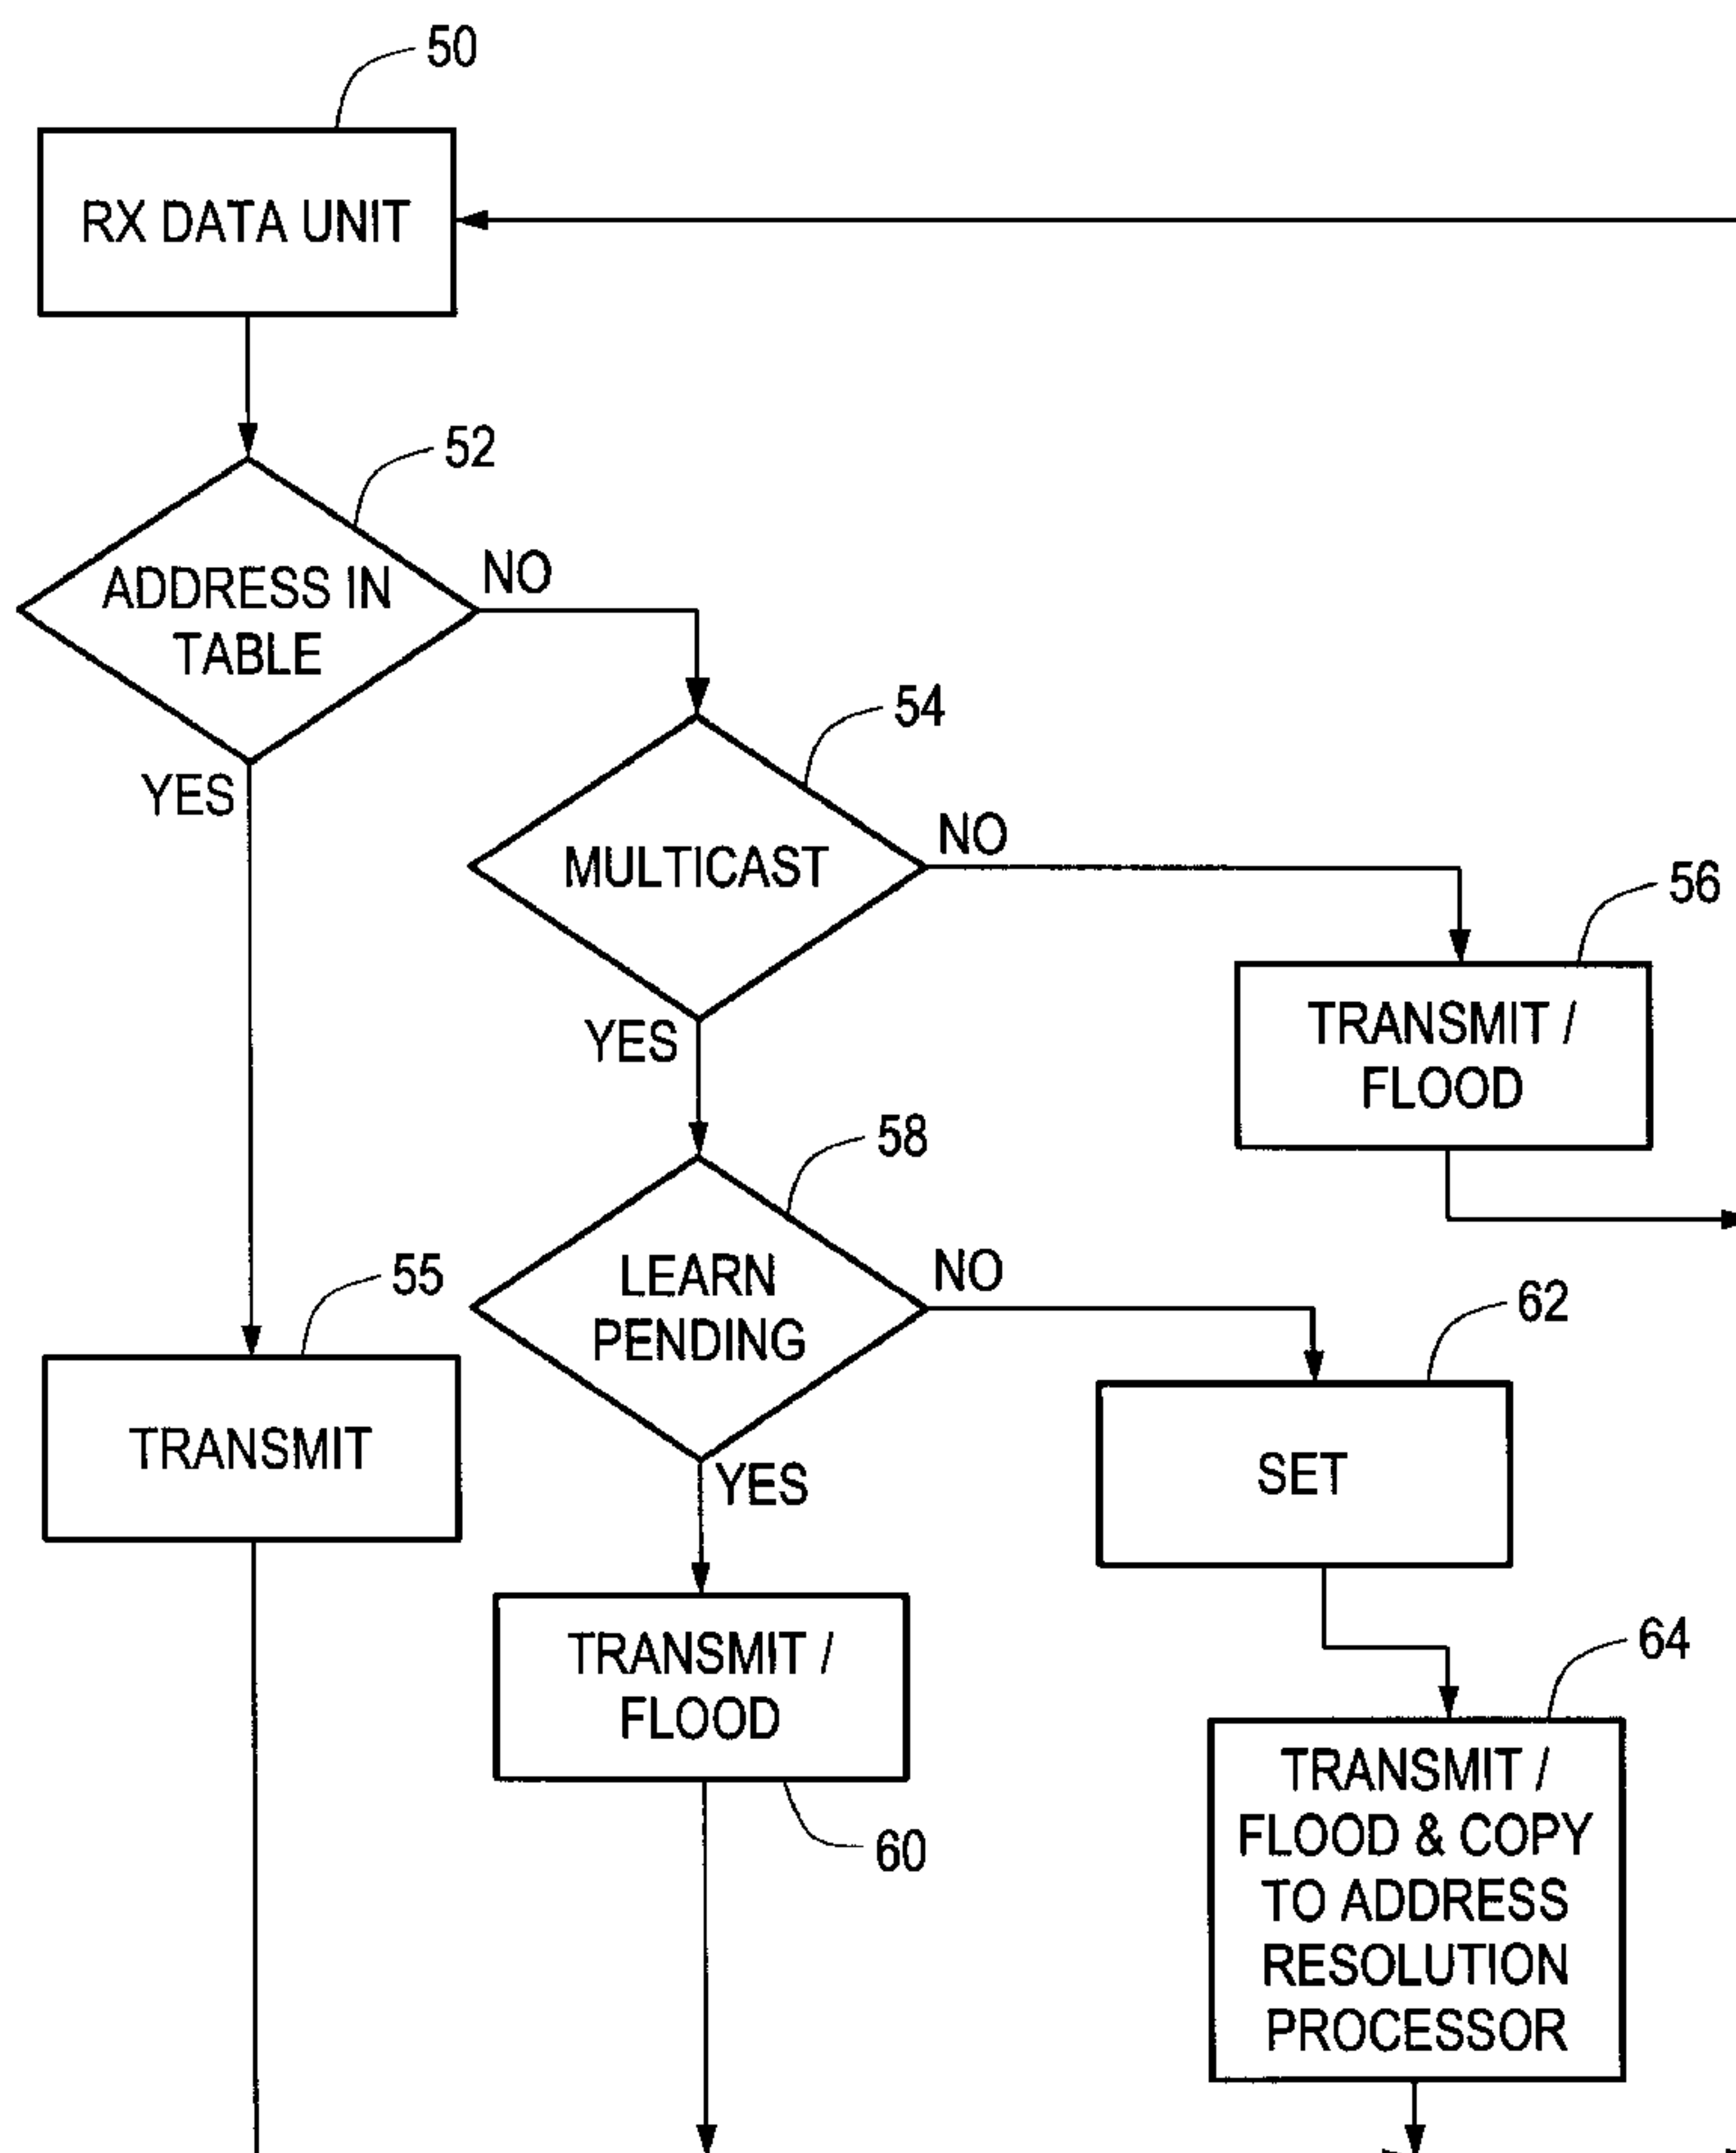 50
RX DATA UNIT
52
ADDRESS IN
TABLE
NO
YES
54
MULTICAST
NO
YES
56
TRANSMIT /
FLOOD
58
LEARN
PENDING
NO
YES
55
TRANSMIT
62
SET
TRANSMIT /
FLOOD
60
64
TRANSMIT /
FLOOD & COPY
TO ADDRESS
RESOLUTION
PROCESSOR